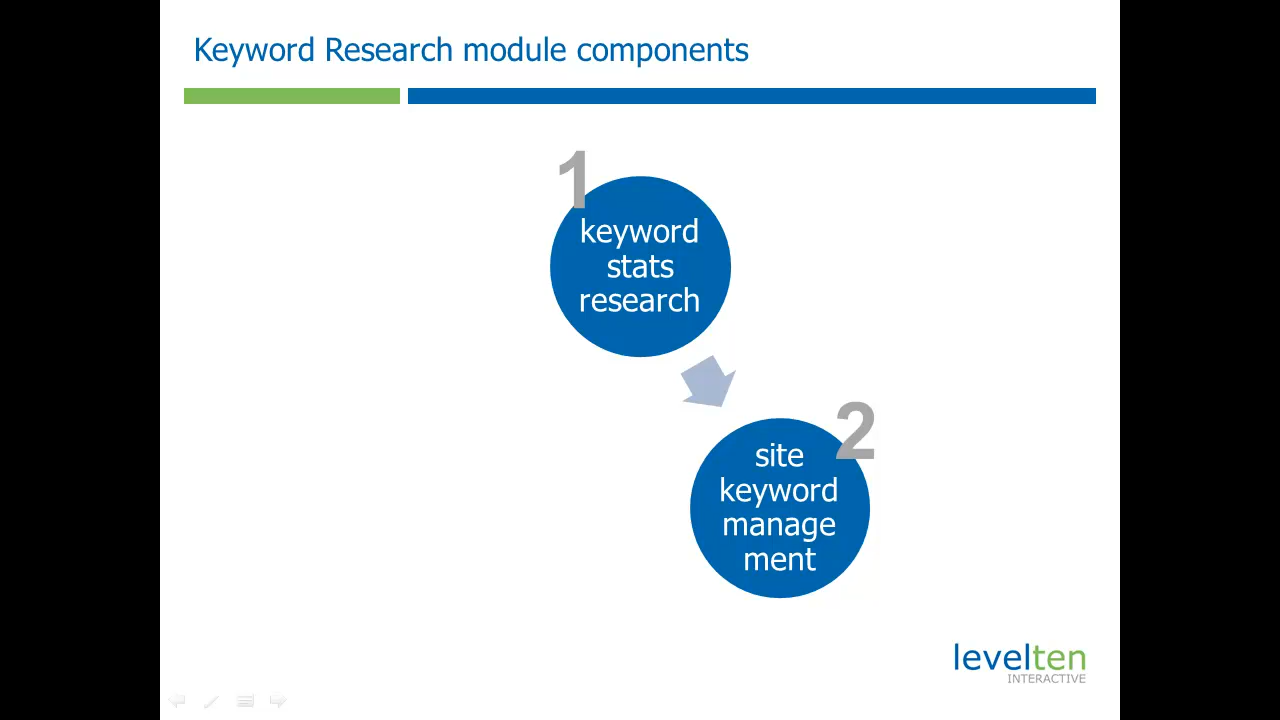 Keyword Research module components
1
keyword
stats
research
2
site
keyword
manage
ment
levelten
INTERACTIVE